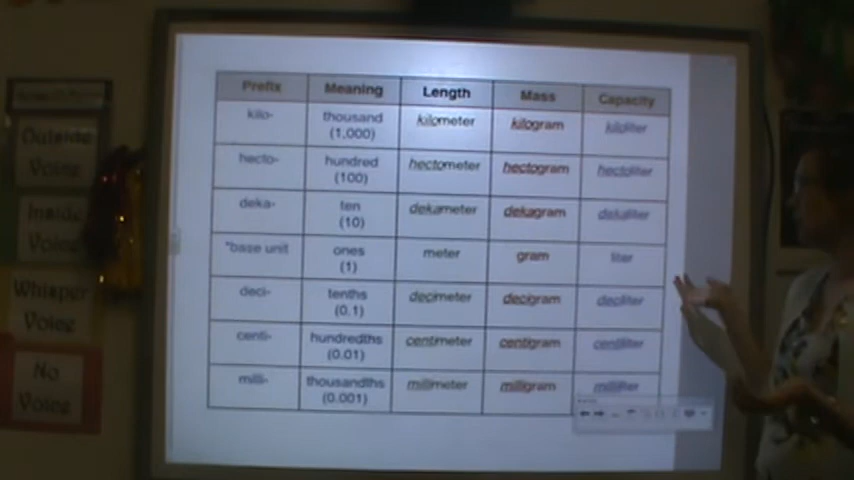 Prefix Meaning Length Mass Capacity
kilo- thousand kilometer kilogram kiloliter
(1,000)
hecto- hundred hectometer hectogram hectoliter
(100)
deka- ten dekameter dekagram dekaliter
(10)
*base unit ones meter gram liter
(1)
deci- tenths decimeter decigram deciliter
(0.1)
centi- hundredths centimeter centigram centiliter
(0.01)
milli- thousandths millimeter milligram milliliter
(0.001)
Outside
Voice
Inside
Voice
Whisper
Voice
No
Voice